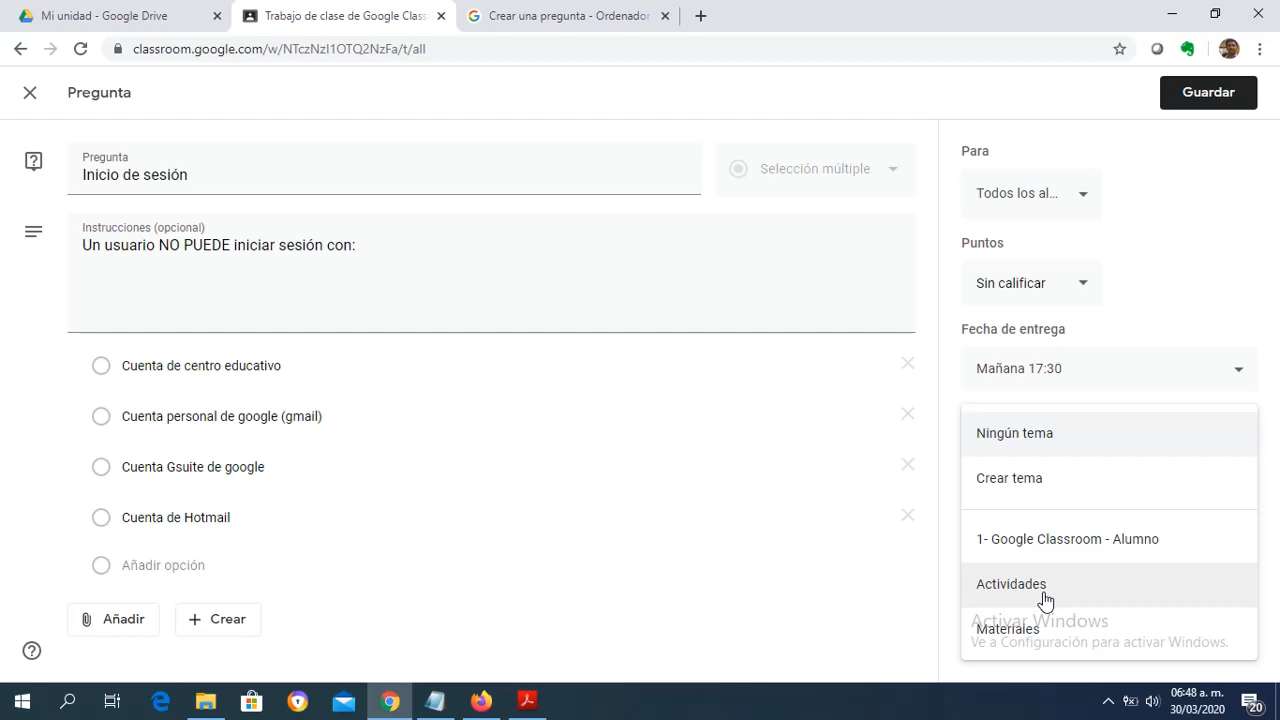 Mi unidad - Google Drive
Trabajo de clase de Google Clas
Crear una pregunta - Ordenador
classroom.google.com/w/NTczNzI1OTQ2NzFa/t/all
Pregunta
Guardar
Pregunta
Inicio de sesión
Selección múltiple
Instrucciones (opcional)
Un usuario NO PUEDE iniciar sesión con:
Cuenta de centro educativo
Cuenta personal de google (gmail)
Cuenta Gsuite de google
Cuenta de Hotmail
Añadir opción
Añadir
Crear
Para
Todos los al...
Puntos
Sin calificar
Fecha de entrega
Mañana 17:30
Ningún tema
Crear tema
1- Google Classroom - Alumno
Actividades
Activar Windows
Materiales
Ve a Configuración para activar Windows.
06:48 a. m.
30/03/2020
20